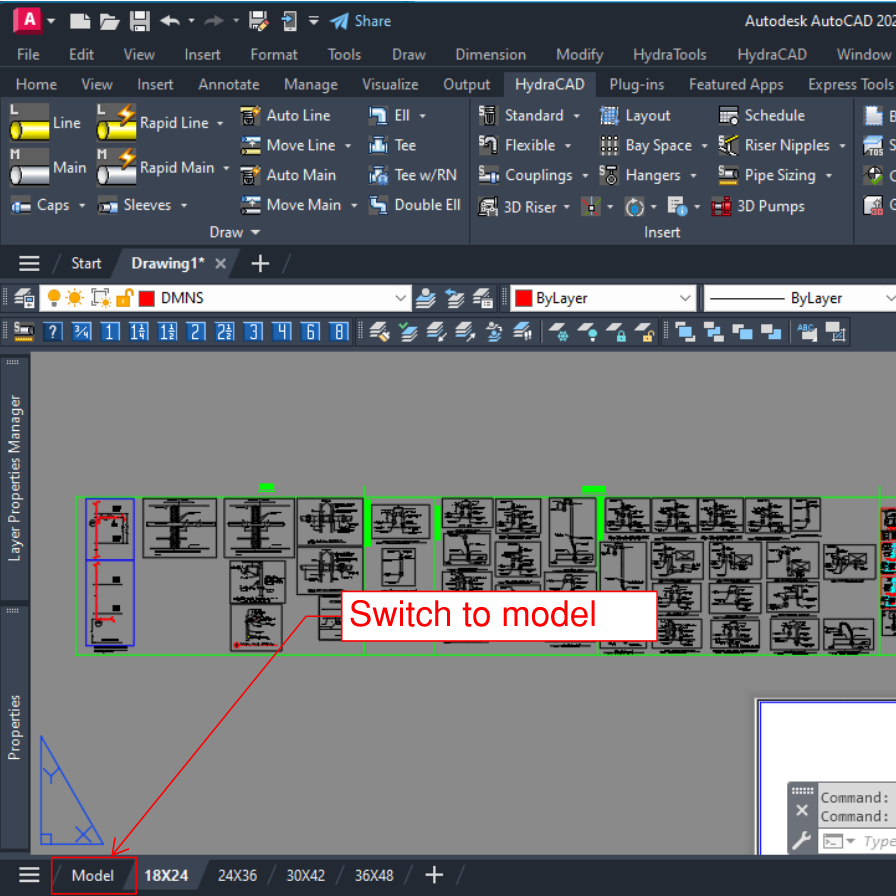 A Share Autodesk AutoCAD 202
File Edit View Insert Format Tools Draw Dimension Modify HydraTools HydraCAD Window
Home View Insert Annotate Manage Visualize Output HydraCAD Plug-ins Featured Apps Express Tools
L Line L Rapid Line Auto Line Ell Standard Layout Schedule
Move Line Tee Flexible Bay Space Riser Nipples
M Main M Rapid Main Auto Main Tee w/RN Couplings Hangers Pipe Sizing
Caps Sleeves Move Main Double Ell 3D Riser 3D Pumps
Draw Insert
Start Drawing1*
DMNS ByLayer ByLayer
? 3/4 1 1¼ 1½ 2 2½ 3 4 6 8 ABC
Layer Properties Manager
Switch to model
Properties
Y
X
Command:
Command:
Type
Model 18X24 24X36 30X42 36X48